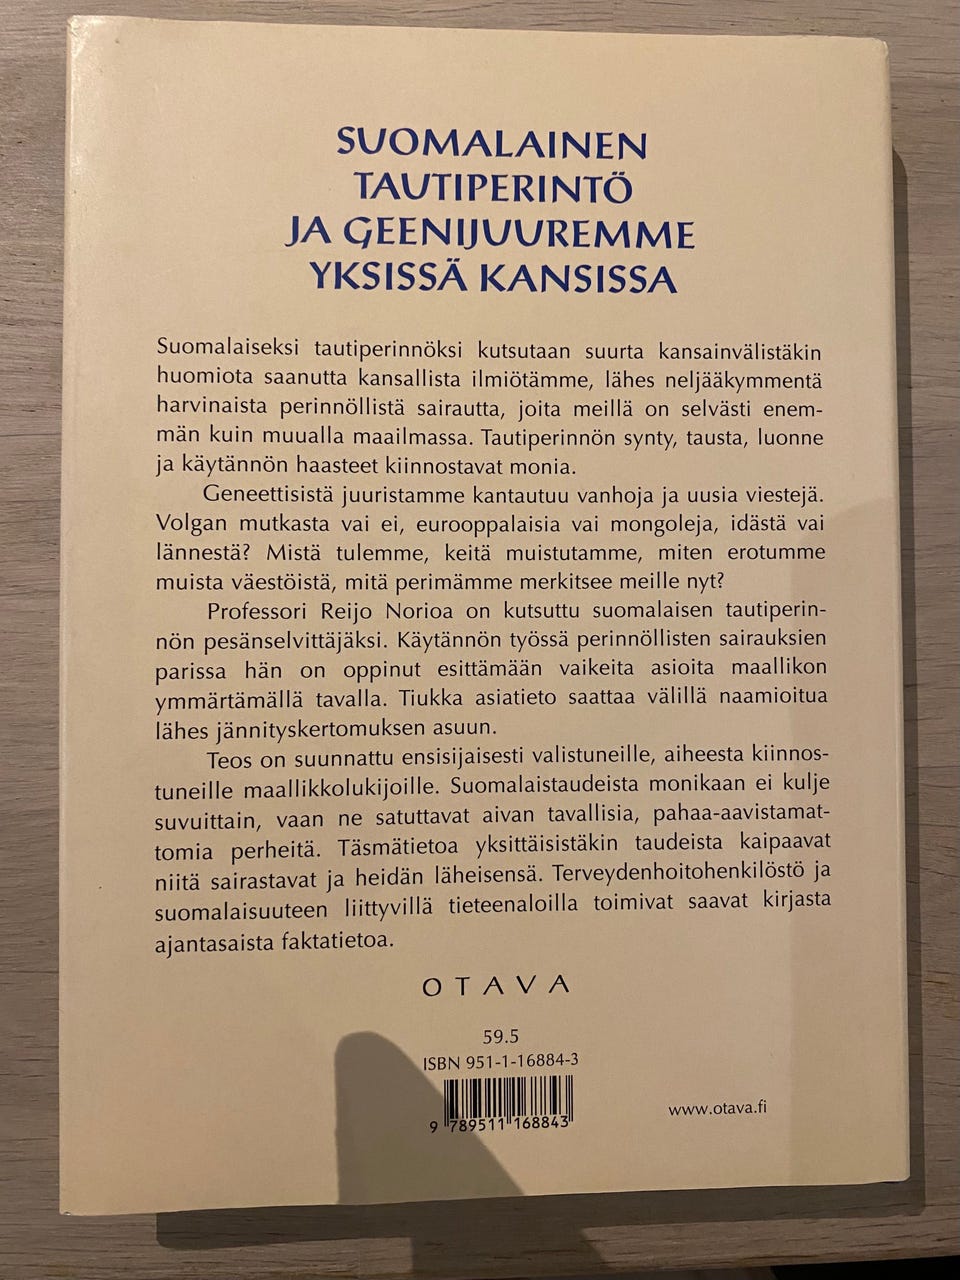 SUOMALAINEN
TAUTIPERINTÖ
JA GEENIJUUREMME
YKSISSÄ KANSISSA
Suomalaiseksi tautiperinnöksi kutsutaan suurta kansainvälistäkin
huomiota saanutta kansallista ilmiötämme, lähes neljääkymmentä
harvinaista perinnöllistä sairautta, joita meillä on selvästi enem-
män kuin muualla maailmassa. Tautiperinnön synty, tausta, luonne
ja käytännön haasteet kiinnostavat monia.
Geneettisistä juuristamme kantautuu vanhoja ja uusia viestejä.
Volgan mutkasta vai ei, eurooppalaisia vai mongoleja, idästä vai
lännestä? Mistä tulemme, keitä muistutamme, miten erotumme
muista väestöistä, mitä perimämme merkitsee meille nyt?
Professori Reijo Norioa on kutsuttu suomalaisen tautiperin-
nön pesänselvittäjäksi. Käytännön työssä perinnöllisten sairauksien
parissa hän on oppinut esittämään vaikeita asioita maallikon
ymmärtämällä tavalla. Tiukka asiatieto saattaa välillä naamioitua
lähes jännityskertomuksen asuun.
Teos on suunnattu ensisijaisesti valistuneille, aiheesta kiinnos-
tuneille maallikkolukijoille. Suomalaistaudeista monikaan ei kulje
suvuittain, vaan ne satuttavat aivan tavallisia, pahaa-aavistamat-
tomia perheitä. Täsmätietoa yksittäisistäkin taudeista kaipaavat
niitä sairastavat ja heidän läheisensä. Terveydenhoitohenkilöstö ja
suomalaisuuteen liittyvillä tieteenaloilla toimivat saavat kirjasta
ajantasaista faktatietoa.
OTAVA
59.5
ISBN 951-1-16884-3
9 789511 168843
www.otava.fi